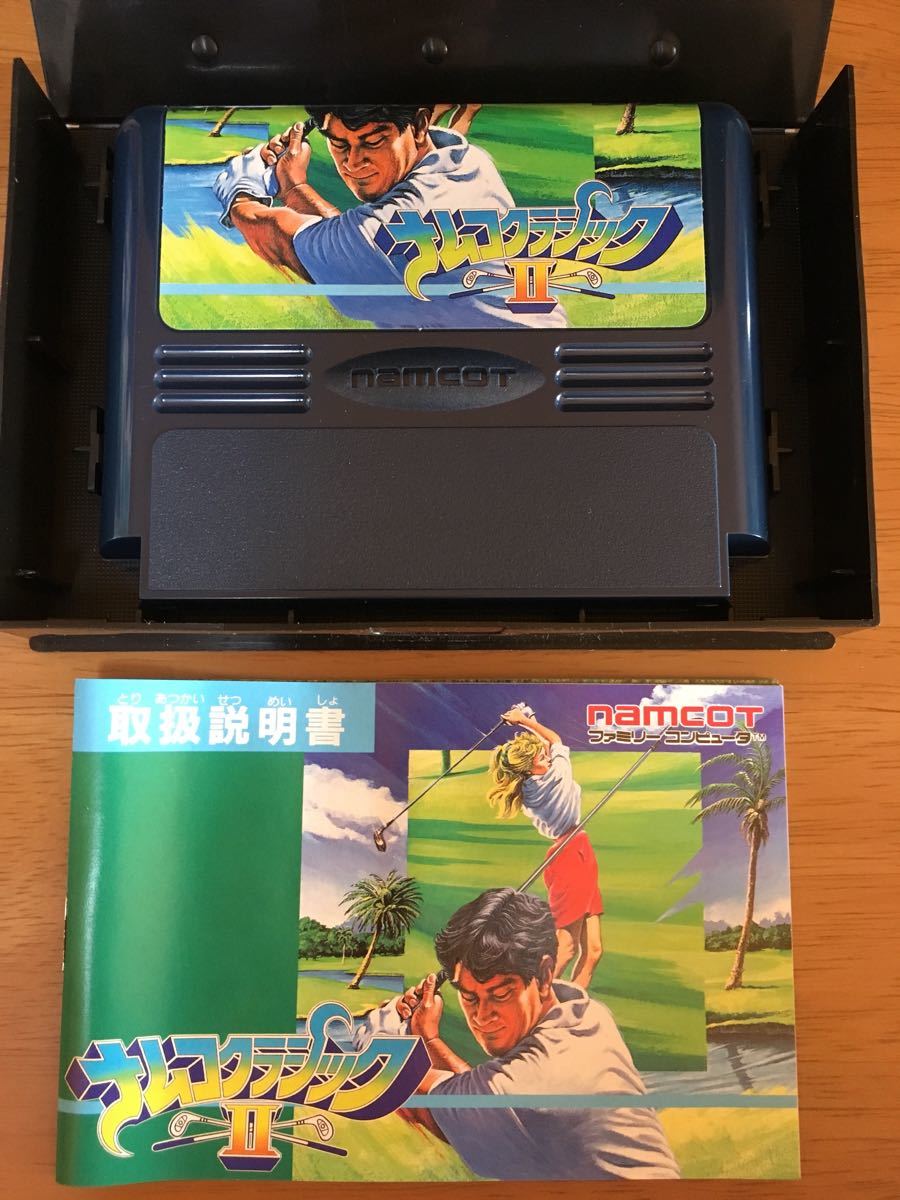 ナムコクラシック
II
namcot
とり あつかい せつ めい しょ
取扱説明書
namcot
ファミリーコンピュータTM
ナムコクラシック
II